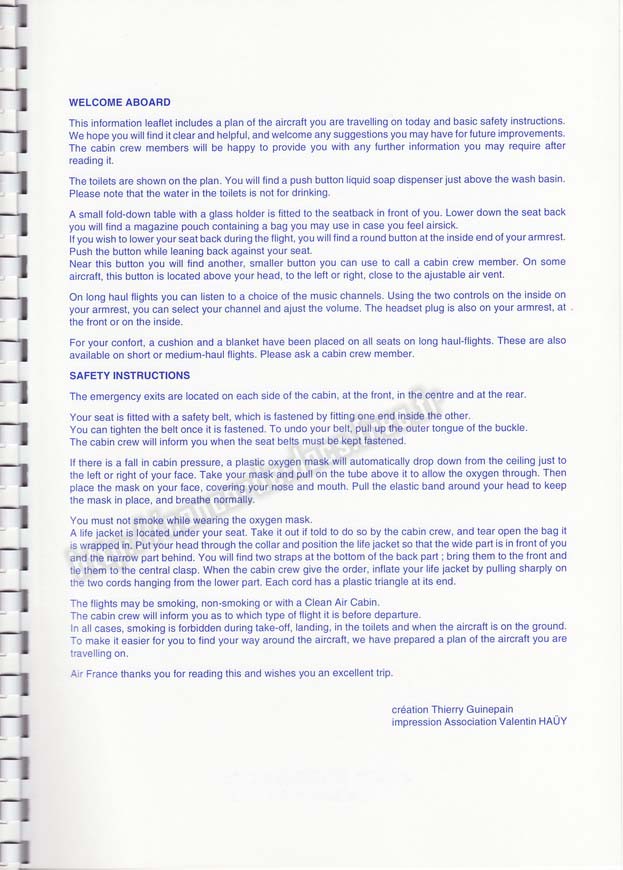 WELCOME ABOARD
This information leaflet includes a plan of the aircraft you are travelling on today and basic safety instructions.
We hope you will find it clear and helpful, and welcome any suggestions you may have for future improvements.
The cabin crew members will be happy to provide you with any further information you may require after
reading it.
The toilets are shown on the plan. You will find a push button liquid soap dispenser just above the wash basin.
Please note that the water in the toilets is not for drinking.
A small fold-down table with a glass holder is fitted to the seatback in front of you. Lower down the seat back
you will find a magazine pouch containing a bag you may use in case you feel airsick.
If you wish to lower your seat back during the flight, you will find a round button at the inside end of your armrest.
Push the button while leaning back against your seat.
Near this button you will find another, smaller button you can use to call a cabin crew member. On some
aircraft, this button is located above your head, to the left or right, close to the ajustable air vent.
On long haul flights you can listen to a choice of the music channels. Using the two controls on the inside on
your armrest, you can select your channel and ajust the volume. The headset plug is also on your armrest, at .
the front or on the inside.
For your confort, a cushion and a blanket have been placed on all seats on long haul-flights. These are also
available on short or medium-haul flights. Please ask a cabin crew member.
SAFETY INSTRUCTIONS
The emergency exits are located on each side of the cabin, at the front, in the centre and at the rear.
Your seat is fitted with a safety belt, which is fastened by fitting one end inside the other.
You can tighten the belt once it is fastened. To undo your belt, pull up the outer tongue of the buckle.
The cabin crew will inform you when the seat belts must be kept fastened.
If there is a fall in cabin pressure, a plastic oxygen mask will automatically drop down from the ceiling just to
the left or right of your face. Take your mask and pull on the tube above it to allow the oxygen through. Then
place the mask on your face, covering your nose and mouth. Pull the elastic band around your head to keep
the mask in place, and breathe normally.
You must not smoke while wearing the oxygen mask.
A life jacket is located under your seat. Take it out if told to do so by the cabin crew, and tear open the bag it
is wrapped in. Put your head through the collar and position the life jacket so that the wide part is in front of you
and the narrow part behind. You will find two straps at the bottom of the back part ; bring them to the front and
tie them to the central clasp. When the cabin crew give the order, inflate your life jacket by pulling sharply on
the two cords hanging from the lower part. Each cord has a plastic triangle at its end.
The flights may be smoking, non-smoking or with a Clean Air Cabin.
The cabin crew will inform you as to which type of flight it is before departure.
In all cases, smoking is forbidden during take-off, landing, in the toilets and when the aircraft is on the ground.
To make it easier for you to find your way around the aircraft, we have prepared a plan of the aircraft you are
travelling on.
Air France thanks you for reading this and wishes you an excellent trip.
création Thierry Guinepain
impression Association Valentin HAÜY